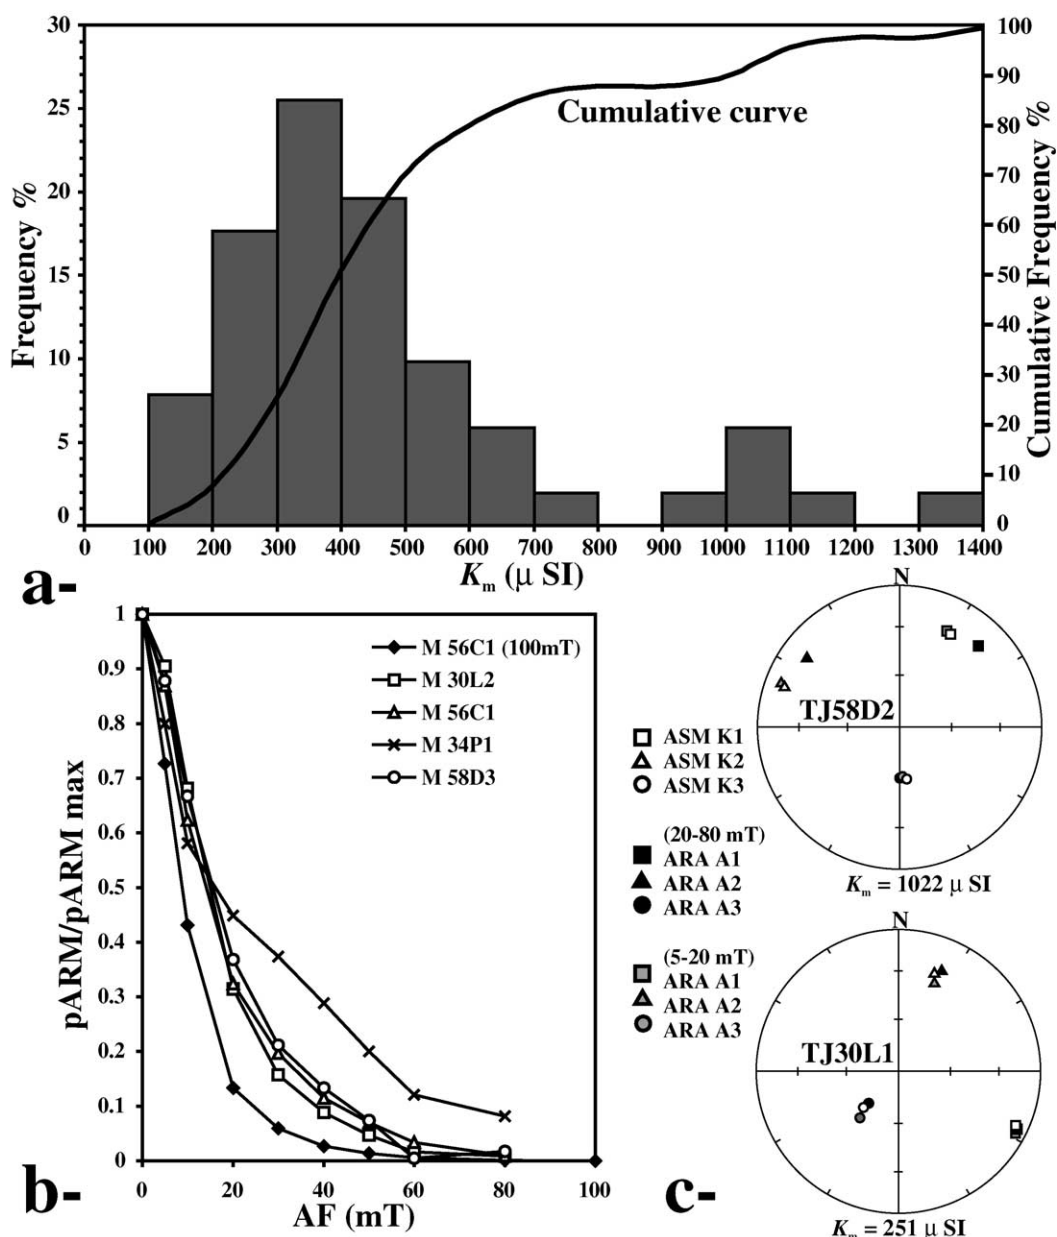 30
25
20
15
10
5
0
Frequency %
100
90
80
70
60
50
40
30
20
10
0
Cumulative Frequency %
Cumulative curve
0 100 200 300 400 500 600 700 800 900 1000 1100 1200 1300 1400
Km (μ SI)
a-
1
0,9
0,8
0,7
0,6
0,5
0,4
0,3
0,2
0,1
0
pARM/pARM max
M 56C1 (100mT)
M 30L2
M 56C1
M 34P1
M 58D3
0 20 40 60 80 100
AF (mT)
b-
ASM K1
ASM K2
ASM K3
(20-80 mT)
ARA A1
ARA A2
ARA A3
(5-20 mT)
ARA A1
ARA A2
ARA A3
N
TJ58D2
Km = 1022 μ SI
N
TJ30L1
Km = 251 μ SI
c-